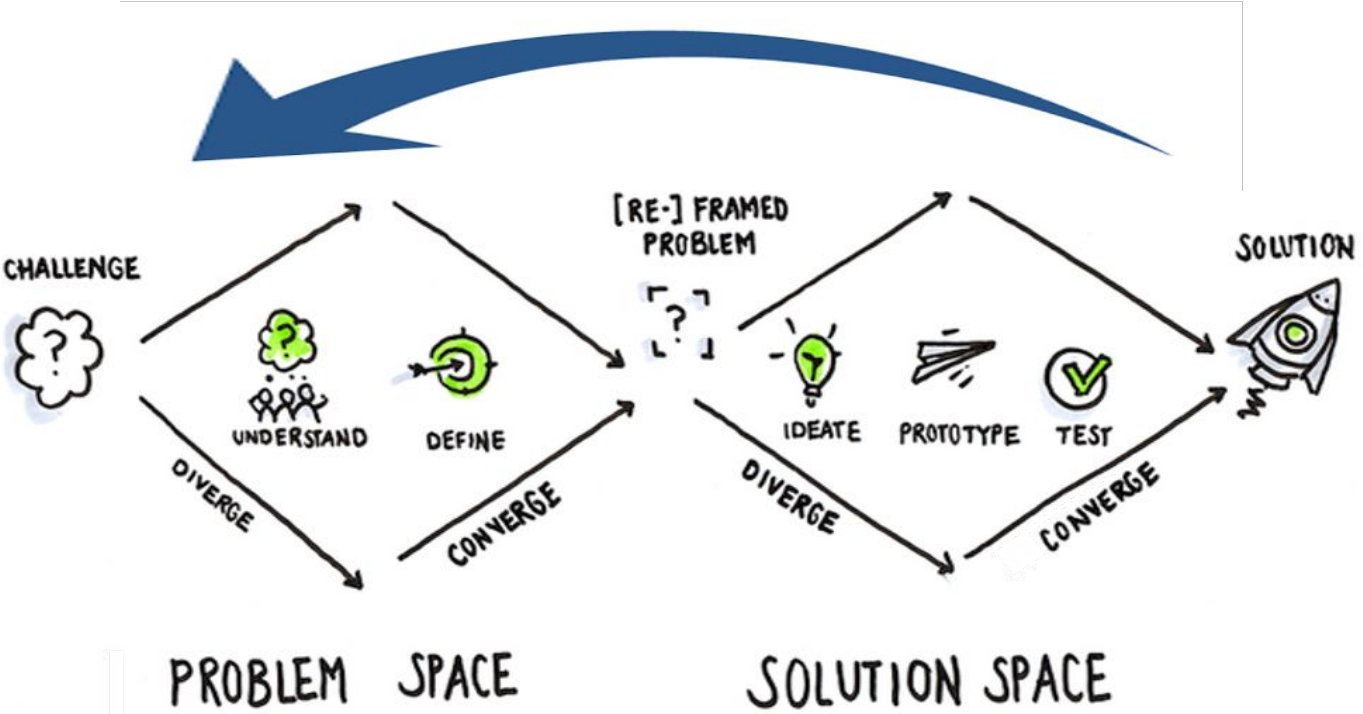 [RE-] FRAMED
PROBLEM
CHALLENGE
SOLUTION
?
?
?
UNDERSTAND
DEFINE
IDEATE
PROTOTYPE
TEST
DIVERGE
CONVERGE
DIVERGE
CONVERGE
PROBLEM SPACE
SOLUTION SPACE